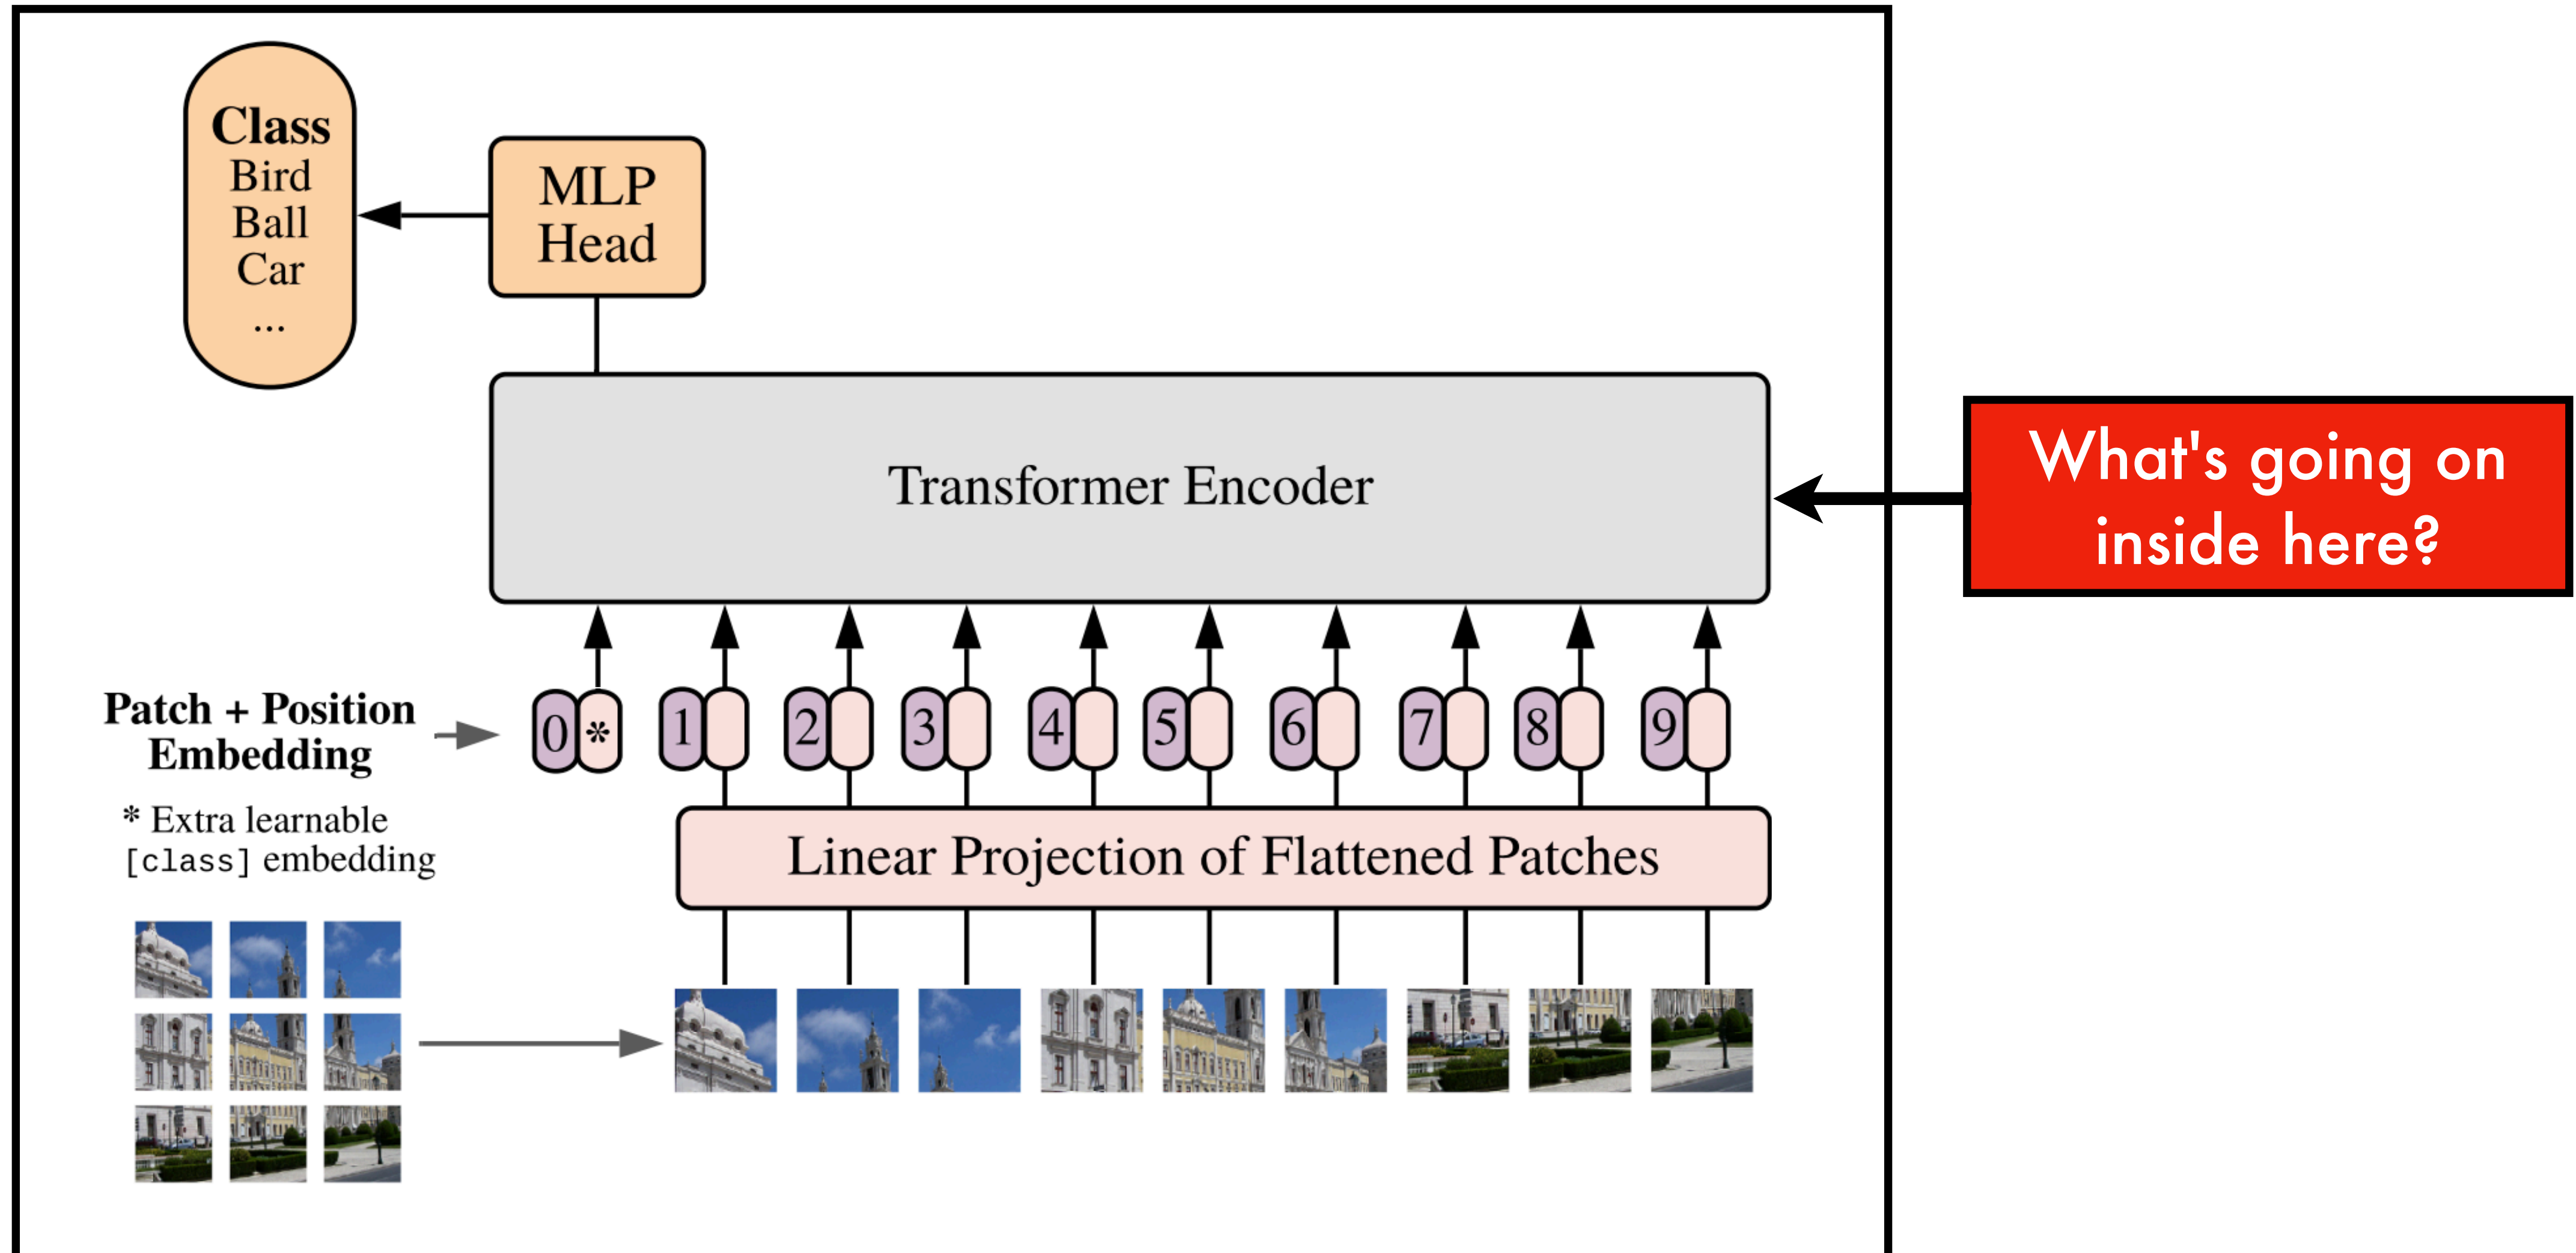 Class
Bird
Ball
Car
...
MLP
Head
Transformer Encoder
What's going on
inside here?
Patch + Position
Embedding
* Extra learnable
[class] embedding
0 * 1 2 3 4 5 6 7 8 9
Linear Projection of Flattened Patches